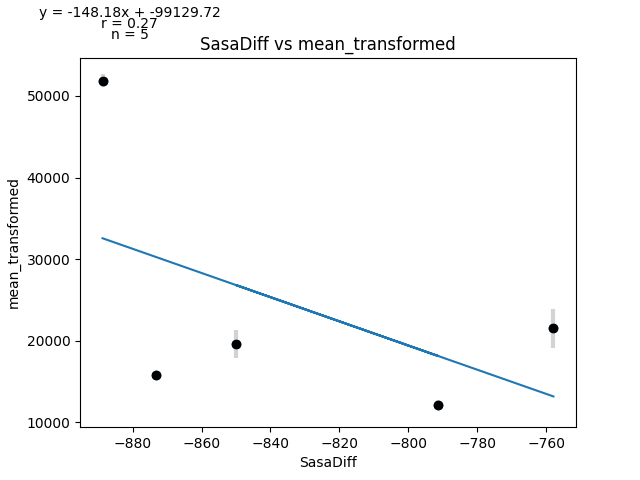 y = -148.18x + -99129.72
r = 0.27
n = 5
SasaDiff vs mean_transformed
50000
40000
30000
20000
10000
mean_transformed
−880
−860
−840
−820
−800
−780
−760
SasaDiff